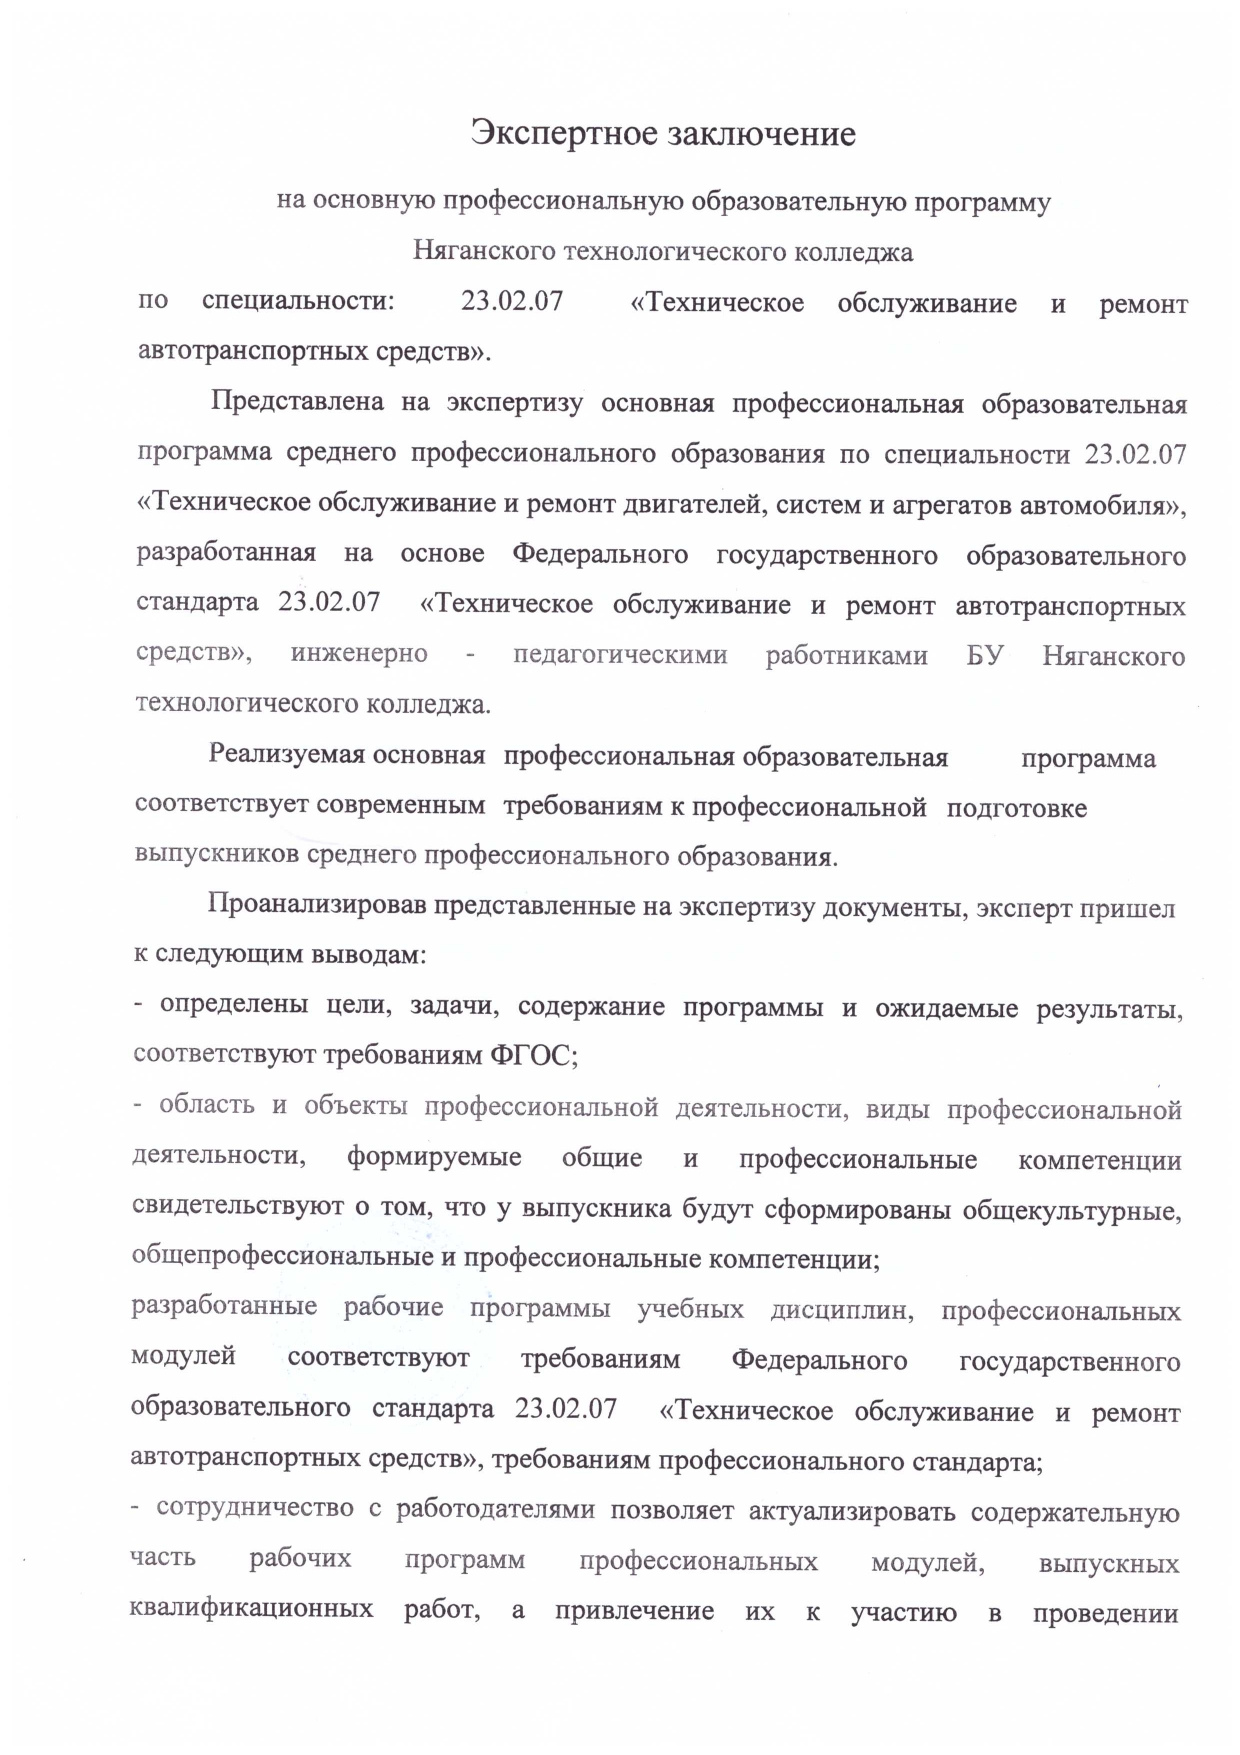 Экспертное заключение
на основную профессиональную образовательную программу
Няганского технологического колледжа
по специальности: 23.02.07 «Техническое обслуживание и ремонт
автотранспортных средств».
Представлена на экспертизу основная профессиональная образовательная
программа среднего профессионального образования по специальности 23.02.07
«Техническое обслуживание и ремонт двигателей, систем и агрегатов автомобиля»,
разработанная на основе Федерального государственного образовательного
стандарта 23.02.07 «Техническое обслуживание и ремонт автотранспортных
средств», инженерно - педагогическими работниками БУ Няганского
технологического колледжа.
Реализуемая основная профессиональная образовательная программа
соответствует современным требованиям к профессиональной подготовке
выпускников среднего профессионального образования.
Проанализировав представленные на экспертизу документы, эксперт пришел
к следующим выводам:
- определены цели, задачи, содержание программы и ожидаемые результаты,
соответствуют требованиям ФГОС;
- область и объекты профессиональной деятельности, виды профессиональной
деятельности, формируемые общие и профессиональные компетенции
свидетельствуют о том, что у выпускника будут сформированы общекультурные,
общепрофессиональные и профессиональные компетенции;
разработанные рабочие программы учебных дисциплин, профессиональных
модулей соответствуют требованиям Федерального государственного
образовательного стандарта 23.02.07 «Техническое обслуживание и ремонт
автотранспортных средств», требованиям профессионального стандарта;
- сотрудничество с работодателями позволяет актуализировать содержательную
часть рабочих программ профессиональных модулей, выпускных
квалификационных работ, а привлечение их к участию в проведении